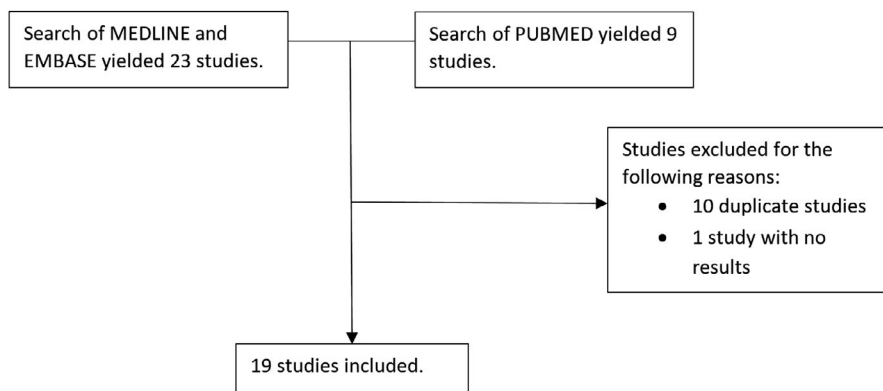 Search of MEDLINE and
EMBASE yielded 23 studies.
Search of PUBMED yielded 9
studies.
Studies excluded for the
following reasons:
• 10 duplicate studies
• 1 study with no
results
19 studies included.